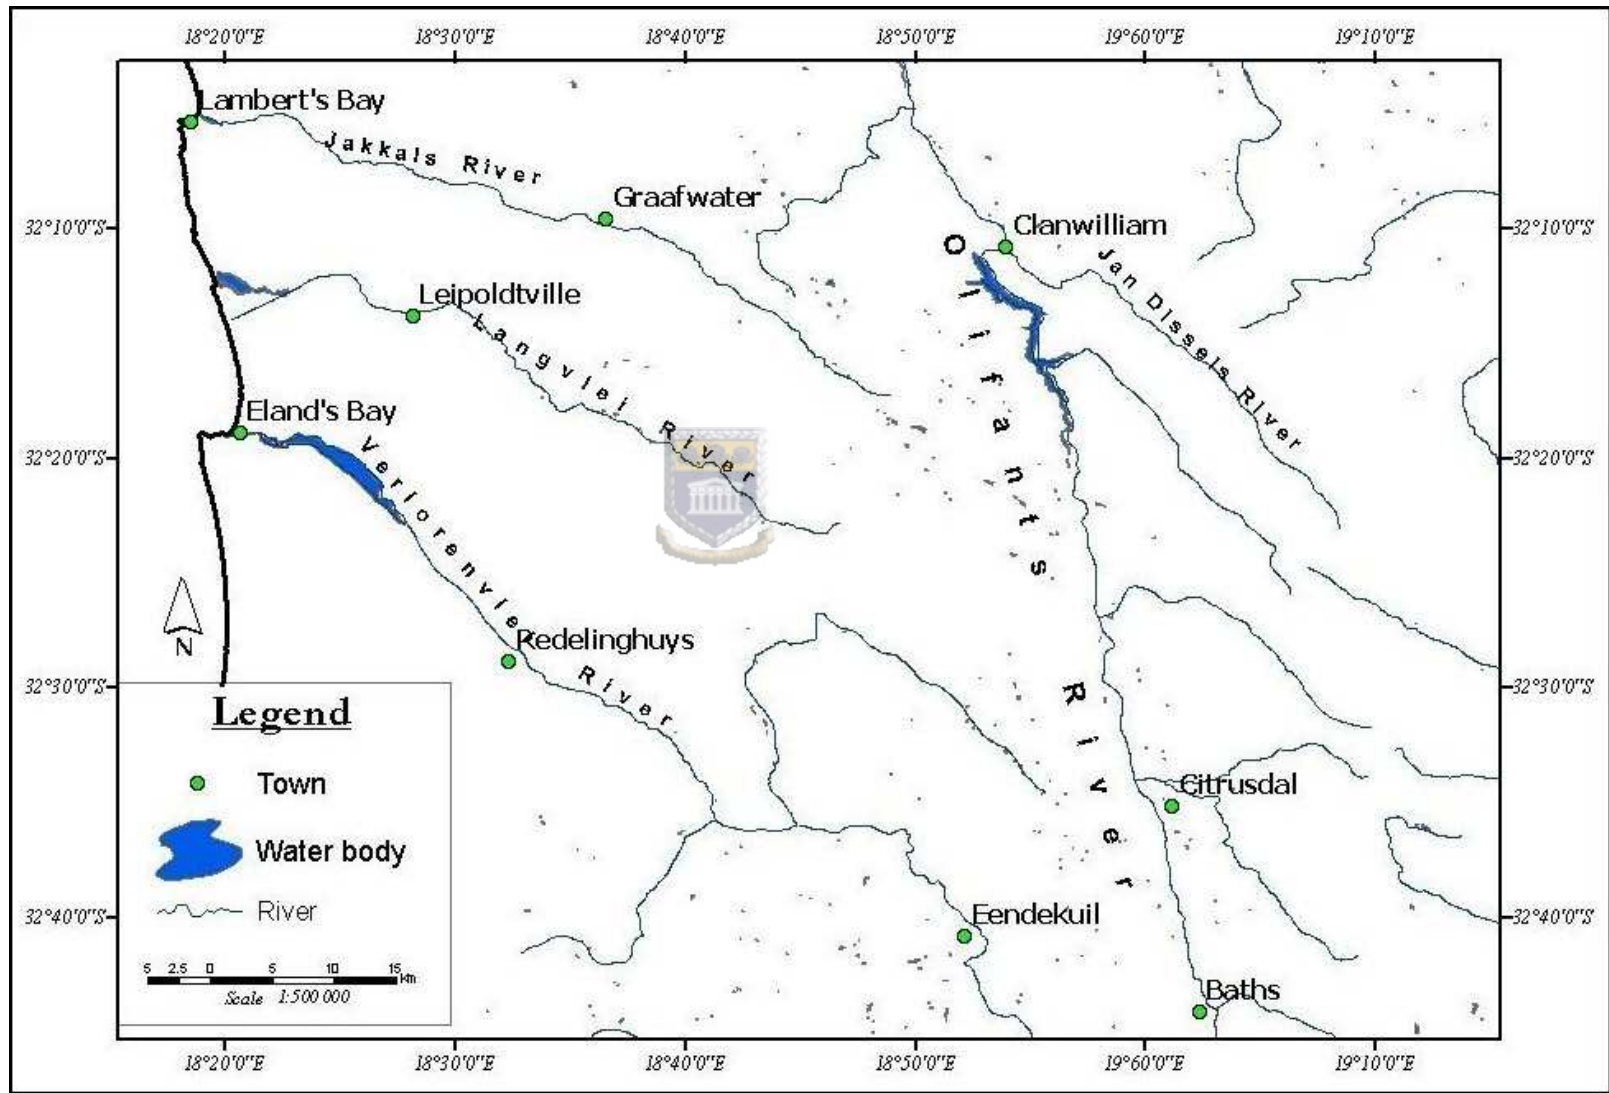 18°20'0"E 18°30'0"E 18°40'0"E 18°50'0"E 19°60'0"E 19°10'0"E
Lambert's Bay
Jakkals River
Graafwater
32°10'0"S Clanwilliam 32°10'0"S
Jan Dissels River
Leipoldtville
Langvlei River
Olifants River
Eland's Bay
Verlorenvlei River
32°20'0"S 32°20'0"S
N
Redelinghuys
32°30'0"S 32°30'0"S
Legend
Town
Water body
River
5 2.5 0 5 10 15 km
Scale 1:500 000
Citrusdal
32°40'0"S Eendekuil 32°40'0"S
Baths
18°20'0"E 18°30'0"E 18°40'0"E 18°50'0"E 19°60'0"E 19°10'0"E